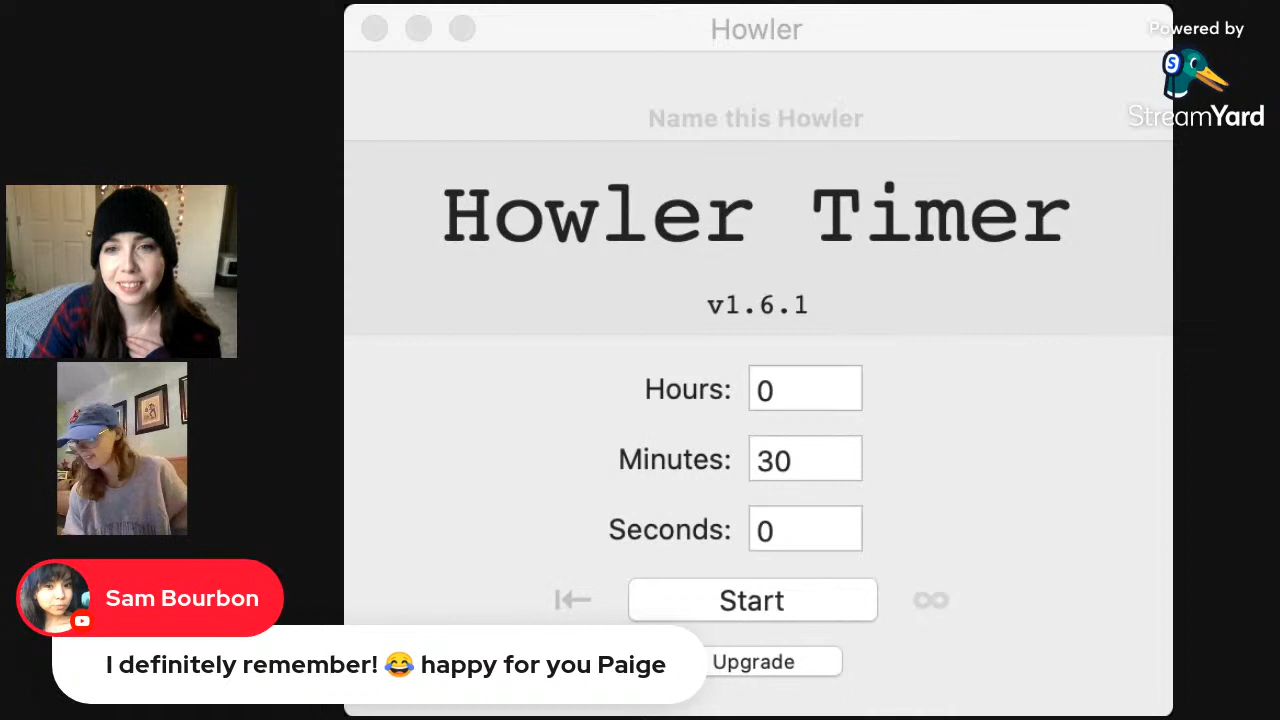 Howler
Powered by
StreamYard
Name this Howler
Howler Timer
v1.6.1
Hours: 0
Minutes: 30
Seconds: 0
Start
Upgrade
Sam Bourbon
I definitely remember! 😂 happy for you Paige